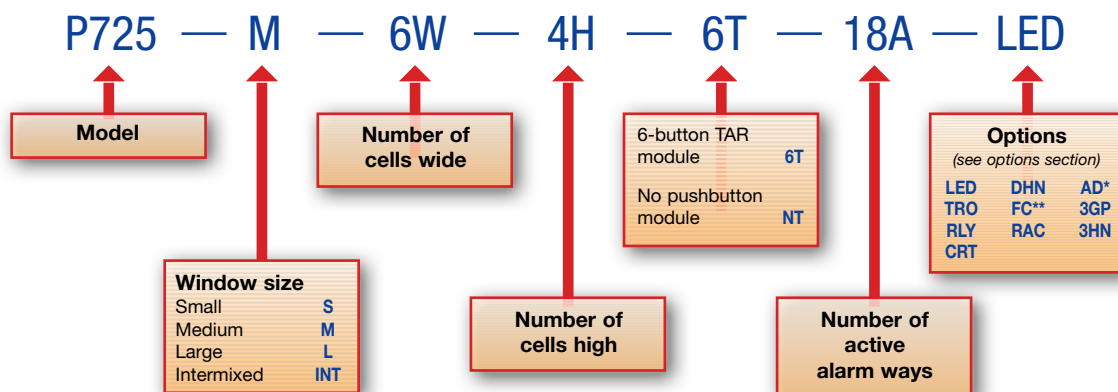 P725 — M — 6W — 4H — 6T — 18A — LED
Model
Number of
cells wide
6-button TAR
module 6T
No pushbutton
module NT
Options
(see options section)
LED DHN AD*
TRO FC** 3GP
RLY RAC 3HN
CRT
Window size
Small S
Medium M
Large L
Intermixed INT
Number of
cells high
Number of
active
alarm ways